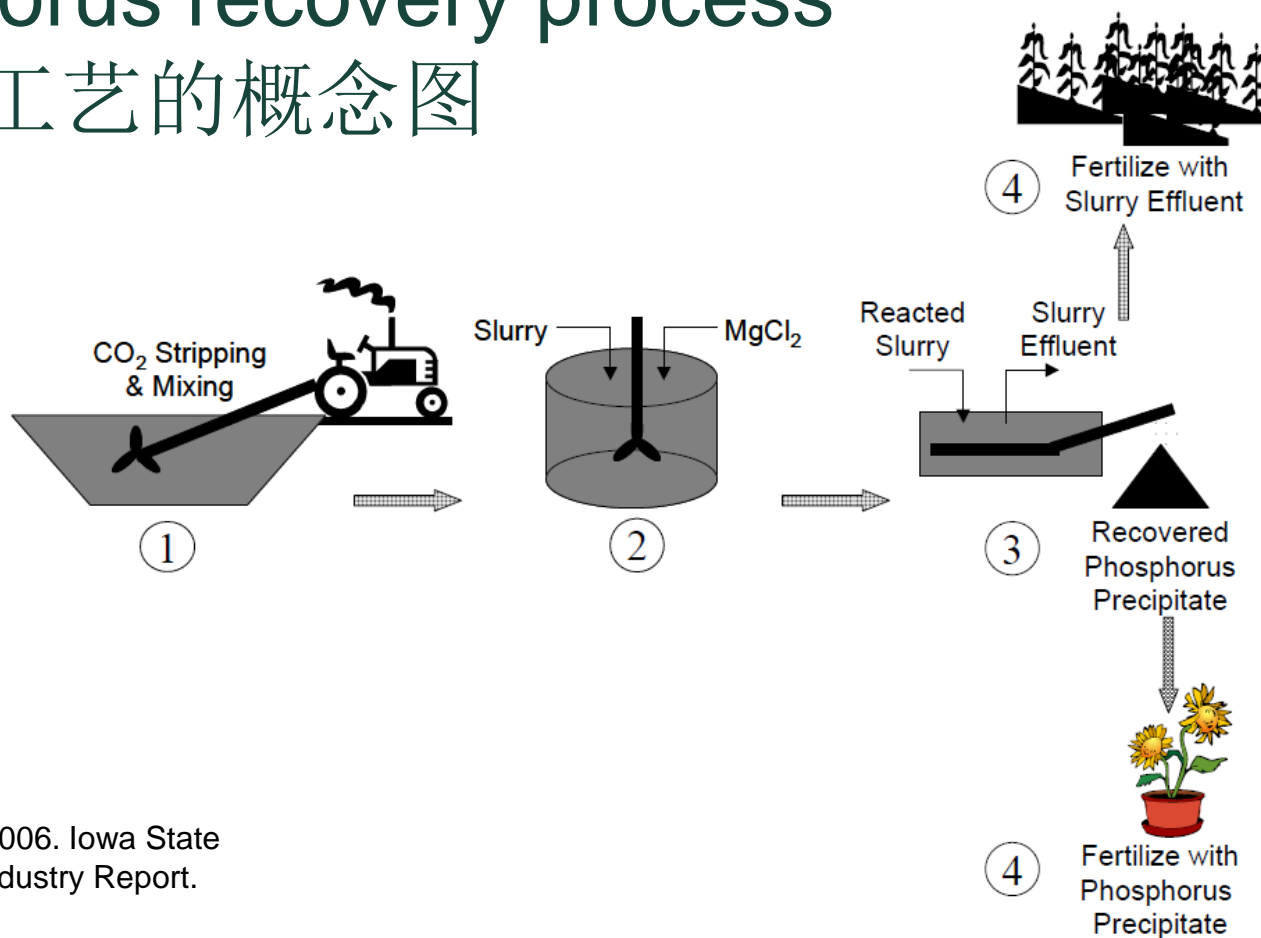 orus recovery process
工艺的概念图
④ Fertilize with
Slurry Effluent
CO₂ Stripping
& Mixing
①
Slurry
MgCl₂
②
Reacted
Slurry
Slurry
Effluent
③
Recovered
Phosphorus
Precipitate
④ Fertilize with
Phosphorus
Precipitate
006. Iowa State
dustry Report.